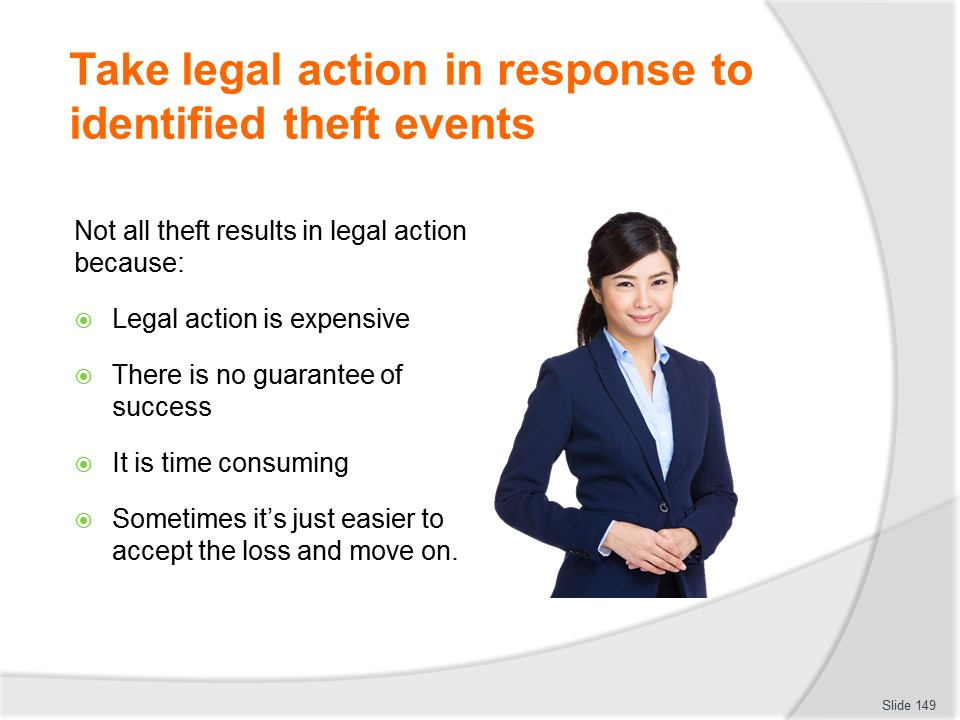 Take legal action in response to
identified theft events
Not all theft results in legal action
because:
Legal action is expensive
There is no guarantee of
success
It is time consuming
Sometimes it’s just easier to
accept the loss and move on.
Slide 149